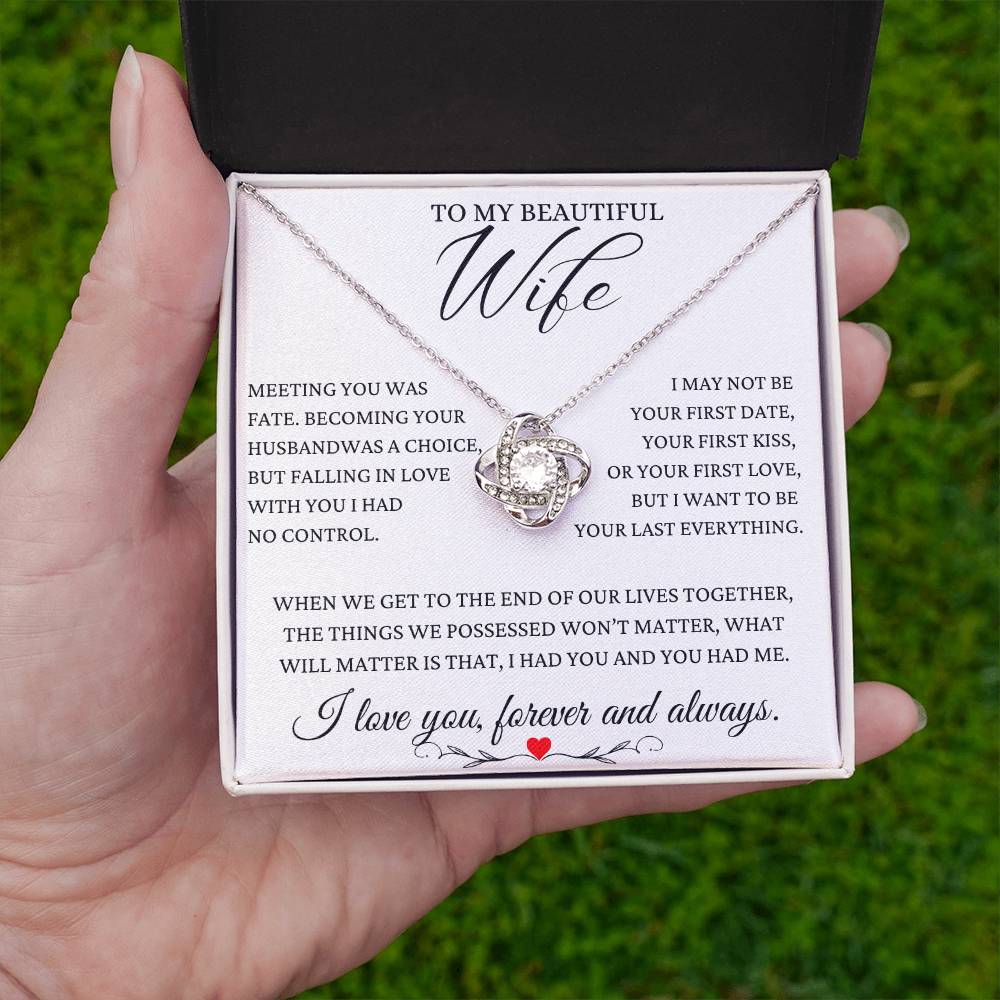 TO MY BEAUTIFUL
Wife
MEETING YOU WAS
FATE. BECOMING YOUR
HUSBANDWAS A CHOICE,
BUT FALLING IN LOVE
WITH YOU I HAD
NO CONTROL.
I MAY NOT BE
YOUR FIRST DATE,
YOUR FIRST KISS,
OR YOUR FIRST LOVE,
BUT I WANT TO BE
YOUR LAST EVERYTHING.
WHEN WE GET TO THE END OF OUR LIVES TOGETHER,
THE THINGS WE POSSESSED WON’T MATTER, WHAT
WILL MATTER IS THAT, I HAD YOU AND YOU HAD ME.
I love you, forever and always.